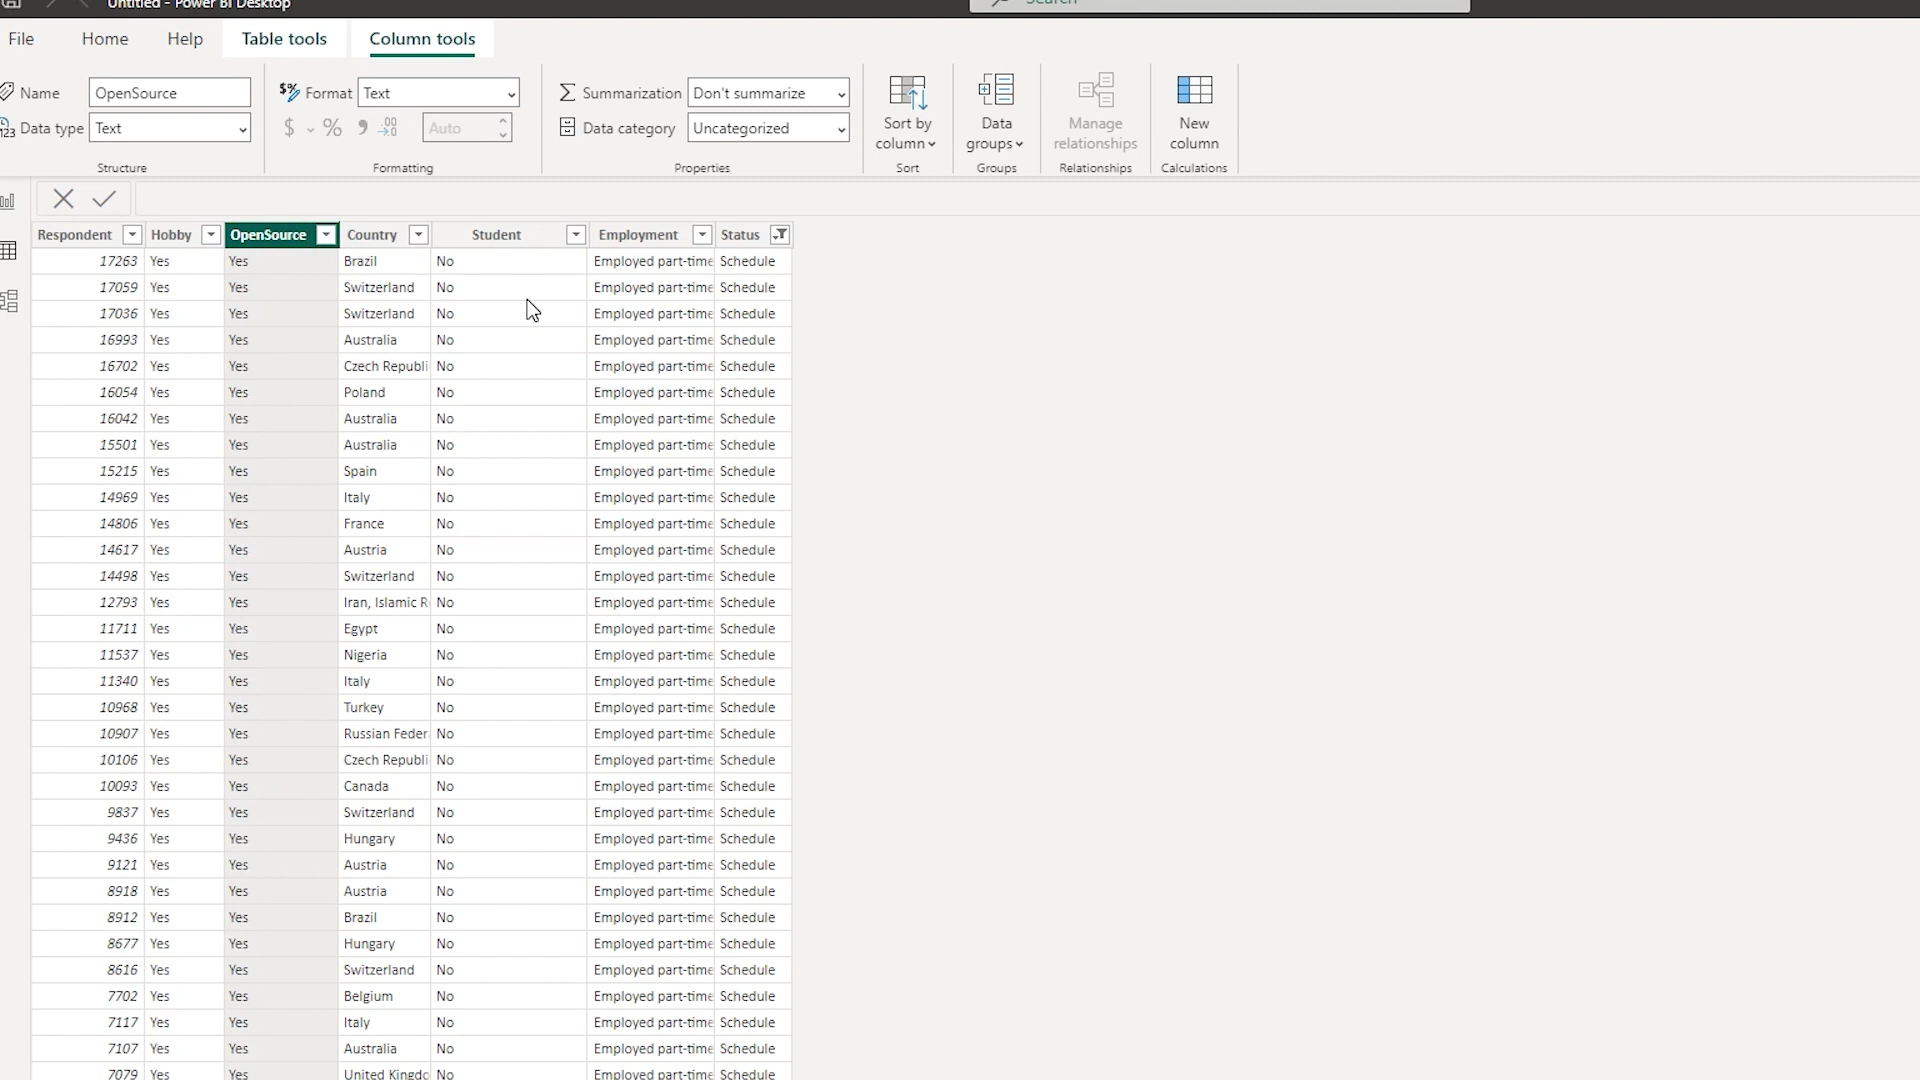 Untitled - Power BI Desktop
Search
File Home Help Table tools Column tools
Name OpenSource
$% Format Text
Summarization Don't summarize
Data type Text
$ % 9 .00 Auto
Data category Uncategorized
Sort by column
Data groups
Manage relationships
New column
Structure Formatting Properties Sort Groups Relationships Calculations
Respondent Hobby OpenSource Country Student Employment Status
17263 Yes Yes Brazil No Employed part-time Schedule
17059 Yes Yes Switzerland No Employed part-time Schedule
17036 Yes Yes Switzerland No Employed part-time Schedule
16993 Yes Yes Australia No Employed part-time Schedule
16702 Yes Yes Czech Republi No Employed part-time Schedule
16054 Yes Yes Poland No Employed part-time Schedule
16042 Yes Yes Australia No Employed part-time Schedule
15501 Yes Yes Australia No Employed part-time Schedule
15215 Yes Yes Spain No Employed part-time Schedule
14969 Yes Yes Italy No Employed part-time Schedule
14806 Yes Yes France No Employed part-time Schedule
14617 Yes Yes Austria No Employed part-time Schedule
14498 Yes Yes Switzerland No Employed part-time Schedule
12793 Yes Yes Iran, Islamic R No Employed part-time Schedule
11711 Yes Yes Egypt No Employed part-time Schedule
11537 Yes Yes Nigeria No Employed part-time Schedule
11340 Yes Yes Italy No Employed part-time Schedule
10968 Yes Yes Turkey No Employed part-time Schedule
10907 Yes Yes Russian Feder No Employed part-time Schedule
10106 Yes Yes Czech Republi No Employed part-time Schedule
10093 Yes Yes Canada No Employed part-time Schedule
9837 Yes Yes Switzerland No Employed part-time Schedule
9436 Yes Yes Hungary No Employed part-time Schedule
9121 Yes Yes Austria No Employed part-time Schedule
8918 Yes Yes Austria No Employed part-time Schedule
8912 Yes Yes Brazil No Employed part-time Schedule
8677 Yes Yes Hungary No Employed part-time Schedule
8616 Yes Yes Switzerland No Employed part-time Schedule
7702 Yes Yes Belgium No Employed part-time Schedule
7117 Yes Yes Italy No Employed part-time Schedule
7107 Yes Yes Australia No Employed part-time Schedule
7079 Yes Yes United Kingdo No Employed part-time Schedule